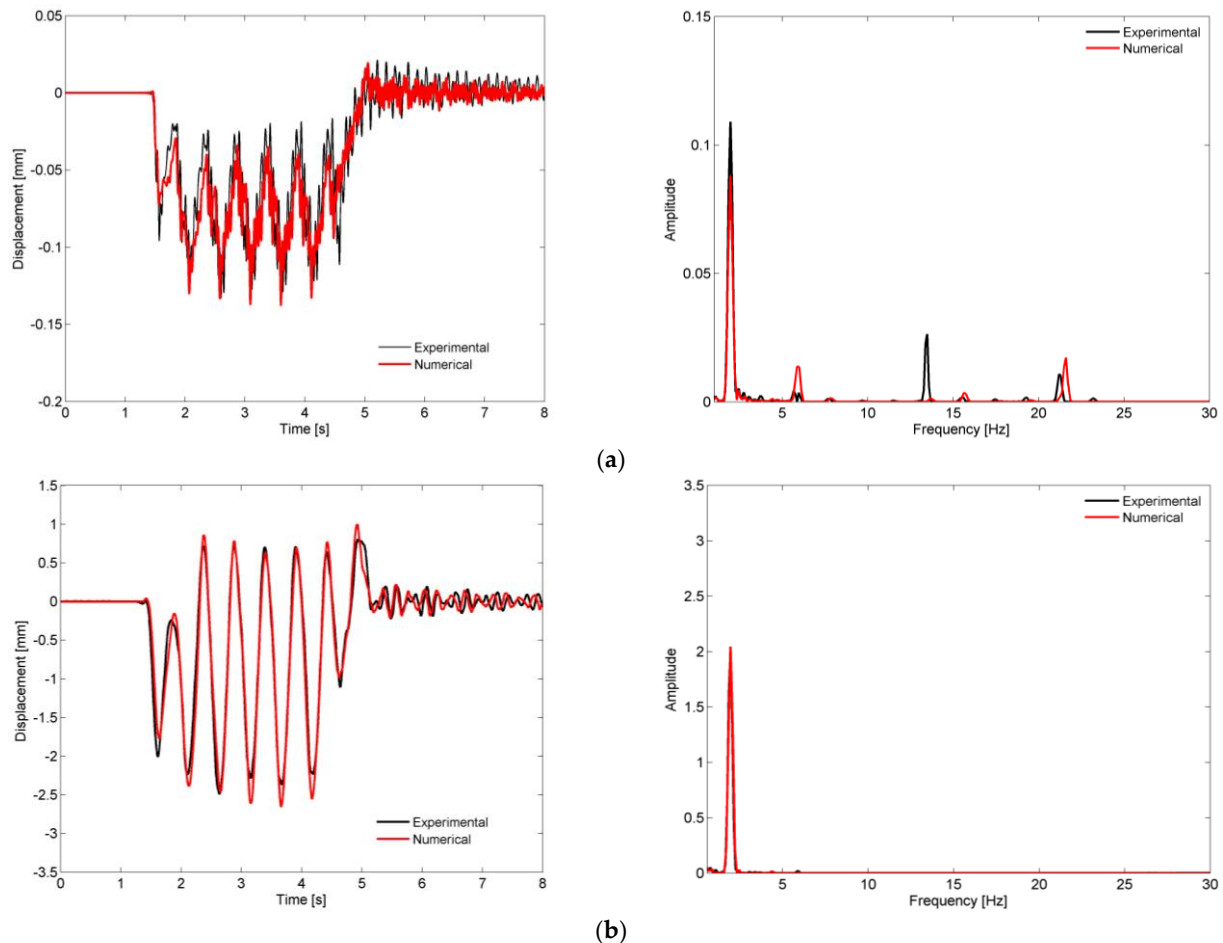 0.05
0
-0.05
-0.1
-0.15
-0.2
Displacement [mm]
0 1 2 3 4 5 6 7 8
Time [s]
Experimental
Numerical
0.15
0.1
0.05
0
Amplitude
5 10 15 20 25 30
Frequency [Hz]
Experimental
Numerical
(a)
1.5
1
0.5
0
-0.5
-1
-1.5
-2
-2.5
-3
-3.5
Displacement [mm]
0 1 2 3 4 5 6 7 8
Time [s]
Experimental
Numerical
3.5
3
2.5
2
1.5
1
0.5
0
Amplitude
5 10 15 20 25 30
Frequency [Hz]
Experimental
Numerical
(b)